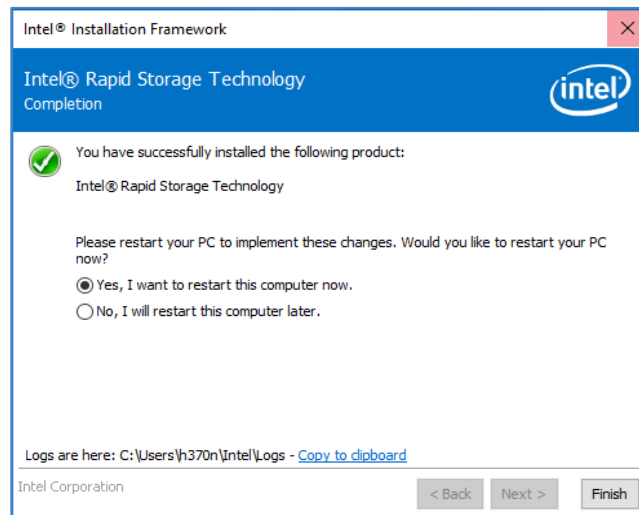 Intel® Installation Framework
Intel® Rapid Storage Technology
Completion
intel
You have successfully installed the following product:
Intel® Rapid Storage Technology
Please restart your PC to implement these changes. Would you like to restart your PC
now?
Yes, I want to restart this computer now.
No, I will restart this computer later.
Logs are here: C:\Users\h370n\Intel\Logs - Copy to clipboard
Intel Corporation
< Back Next > Finish